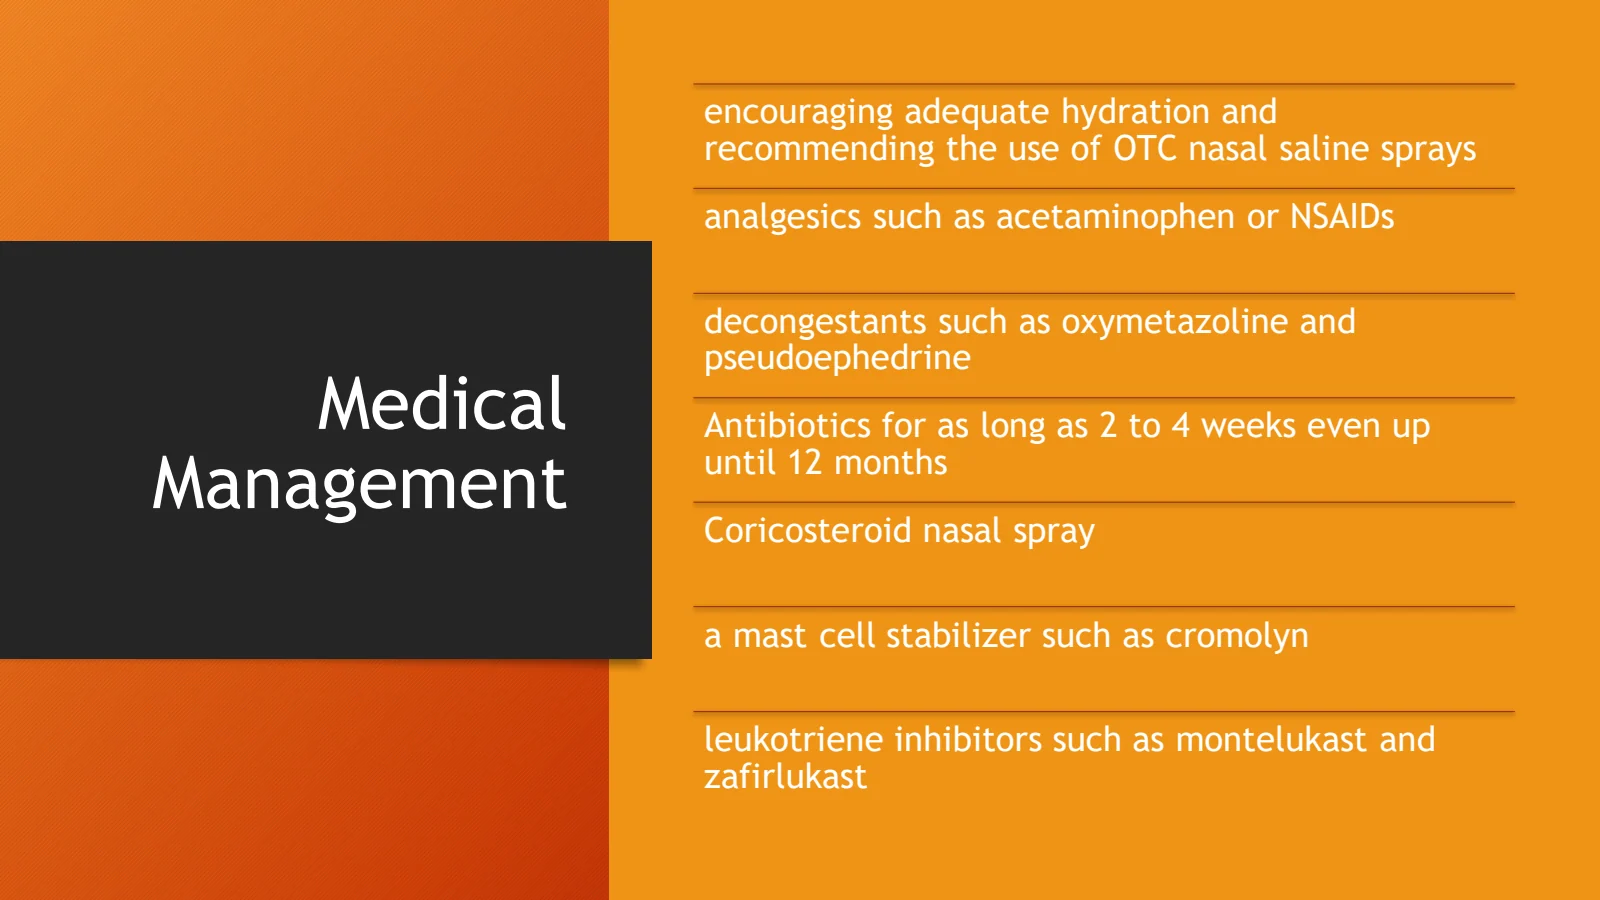 Medical
Management
encouraging adequate hydration and
recommending the use of OTC nasal saline sprays
analgesics such as acetaminophen or NSAIDs
decongestants such as oxymetazoline and
pseudoephedrine
Antibiotics for as long as 2 to 4 weeks even up
until 12 months
Coricosteroid nasal spray
a mast cell stabilizer such as cromolyn
leukotriene inhibitors such as montelukast and
zafirlukast